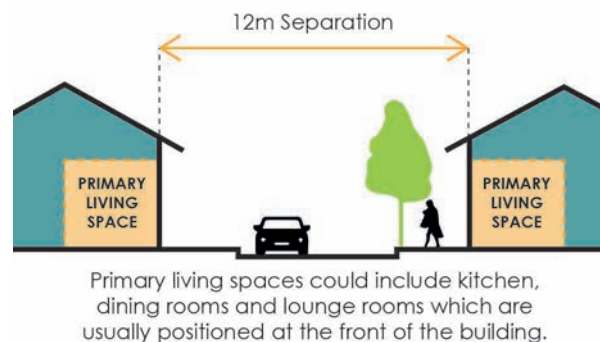 12m Separation
PRIMARY
LIVING
SPACE
PRIMARY
LIVING
SPACE
Primary living spaces could include kitchen,
dining rooms and lounge rooms which are
usually positioned at the front of the building.